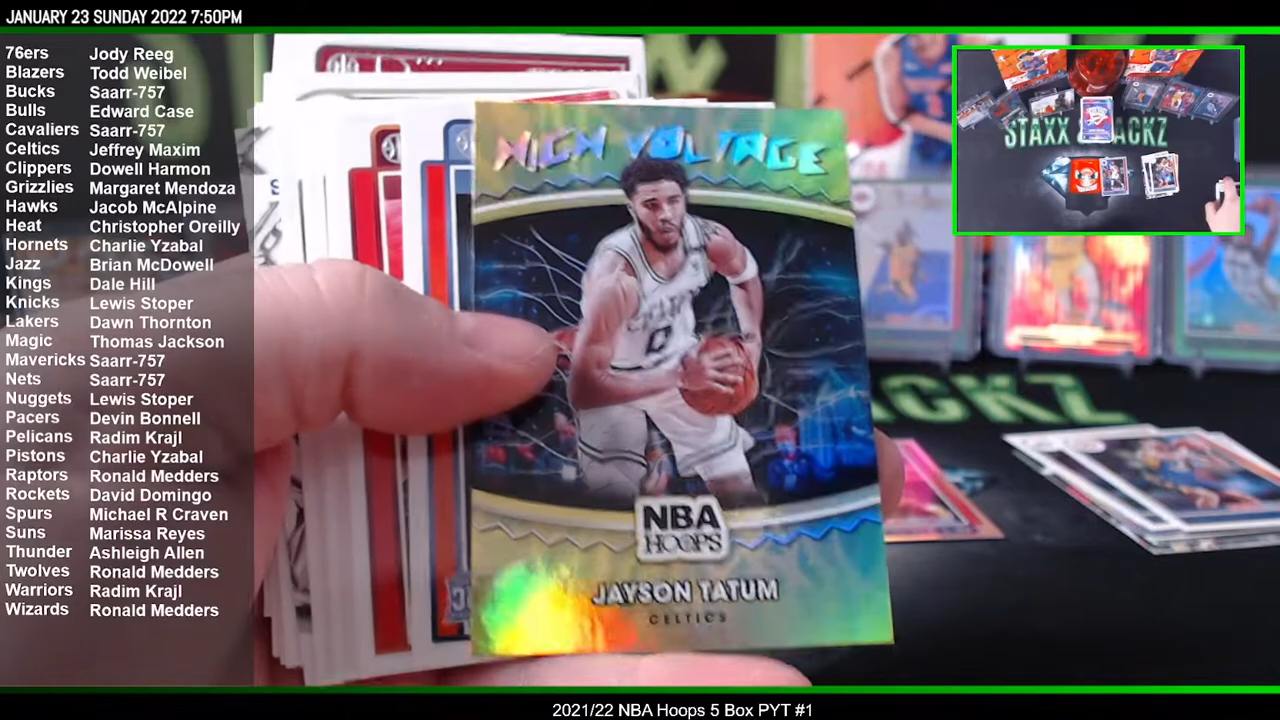 JANUARY 23 SUNDAY 2022 7:50PM
76ers Jody Reeg
Blazers Todd Weibel
Bucks Saarr-757
Bulls Edward Case
Cavaliers Saarr-757
Celtics Jeffrey Maxim
Clippers Dowell Harmon
Grizzlies Margaret Mendoza
Hawks Jacob McAlpine
Heat Christopher Oreilly
Hornets Charlie Yzabal
Jazz Brian McDowell
Kings Dale Hill
Knicks Lewis Stoper
Lakers Dawn Thornton
Magic Thomas Jackson
Mavericks Saarr-757
Nets Saarr-757
Nuggets Lewis Stoper
Pacers Devin Bonnell
Pelicans Radim Krajl
Pistons Charlie Yzabal
Raptors Ronald Medders
Rockets David Domingo
Spurs Michael R Craven
Suns Marissa Reyes
Thunder Ashleigh Allen
Twolves Ronald Medders
Warriors Radim Krajl
Wizards Ronald Medders
HIGH VOLTAGE
0
NBA
HOOPS
JAYSON TATUM
CELTICS
STAXX ACKZ
ACKZ
2021/22 NBA Hoops 5 Box PYT #1